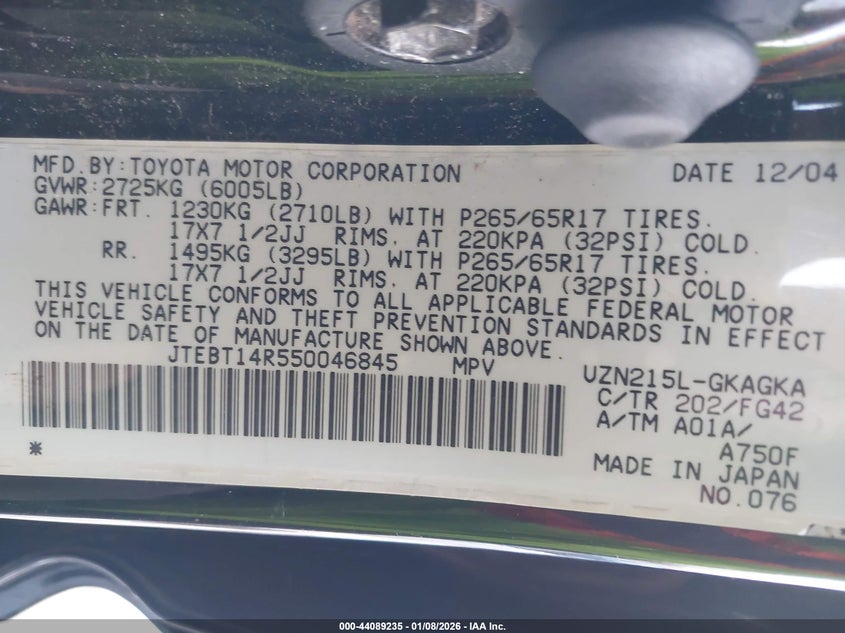 MFD.BY:TOYOTA MOTOR CORPORATION DATE 12/04
GVWR:2725KG (6005LB)
GAWR:FRT. 1230KG (2710LB) WITH P265/65R17 TIRES.
17X7 1/2JJ RIMS, AT 220KPA (32PSI) COLD.
RR. 1495KG (3295LB) WITH P265/65R17 TIRES.
17X7 1/2JJ RIMS, AT 220KPA (32PSI) COLD.
THIS VEHICLE CONFORMS TO ALL APPLICABLE FEDERAL MOTOR
VEHICLE SAFETY AND THEFT PREVENTION STANDARDS IN EFFECT
ON THE DATE OF MANUFACTURE SHOWN ABOVE.
JTEBT14R550046845 MPV
VZN215L-GKAGKA
C/TR 202/FG42
A/TM A01A/
A750F
*
MADE IN JAPAN
NO.076
000-44089235 - 01/08/2026 - IAA Inc.